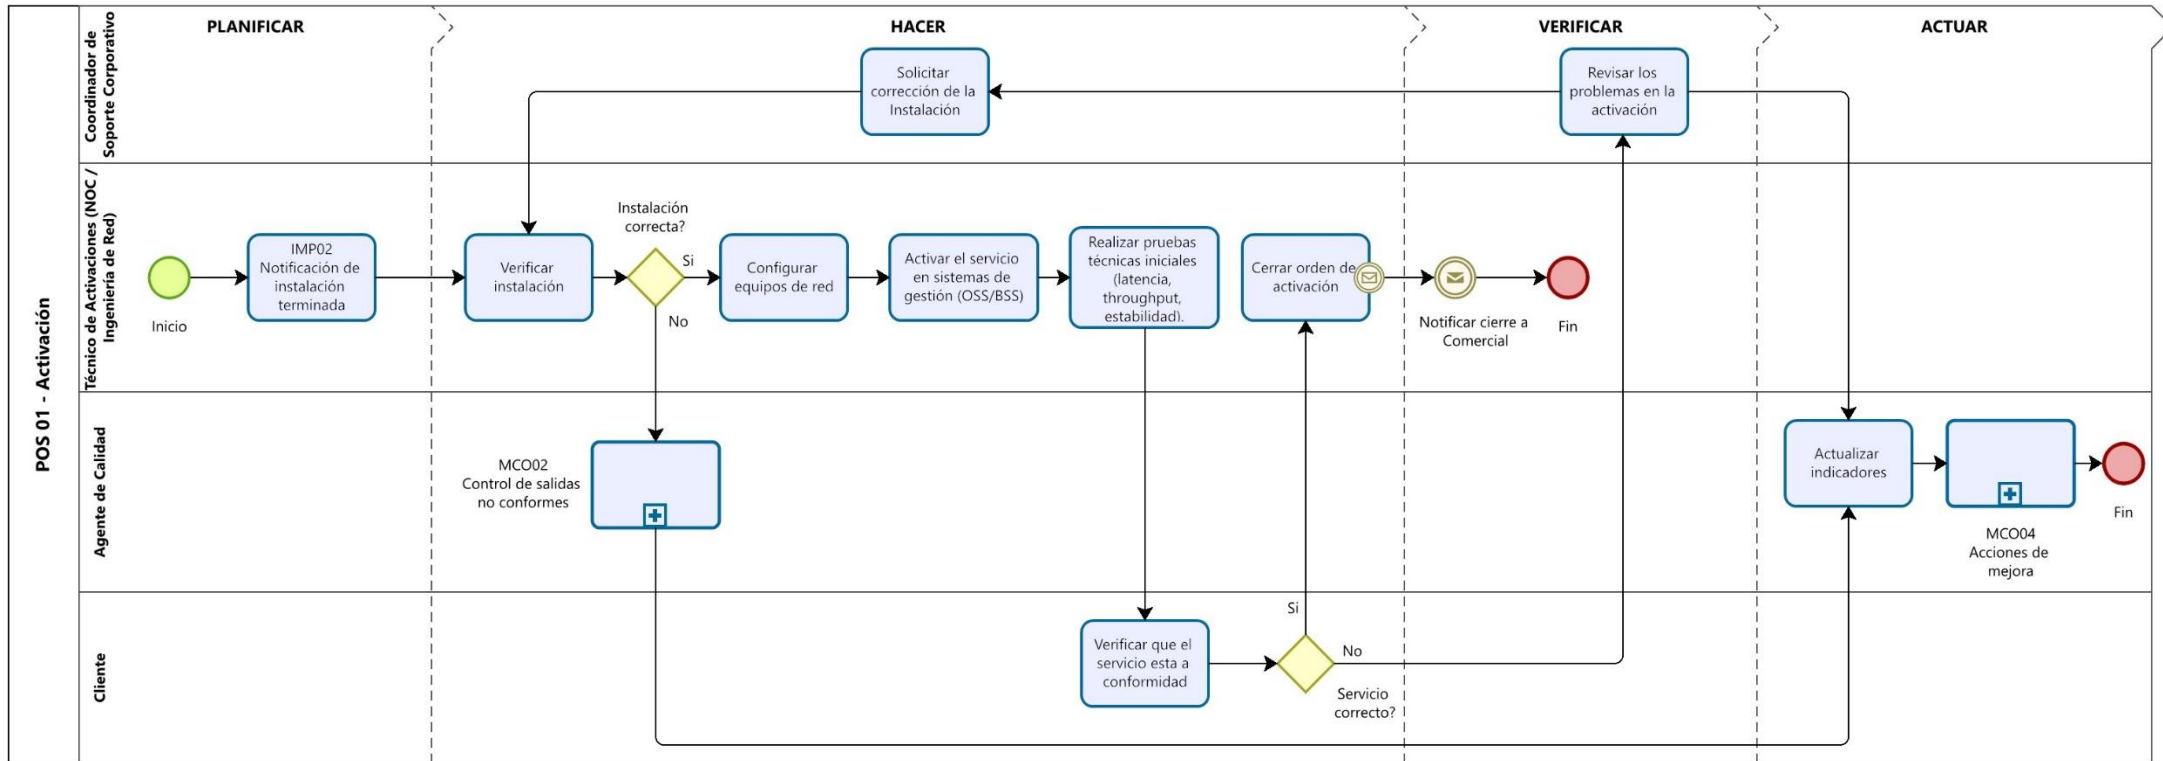 PLANIFICAR
HACER
VERIFICAR
ACTUAR
POS 01 - Activación
Coordinador de
Soporte Corporativo
Solicitar
corrección de la
Instalación
Revisar los
problemas en la
activación
Técnico de Activaciones (NOC /
Ingeniería de Red)
Inicio
IMP02
Notificación de
instalación
terminada
Verificar
instalación
Instalación
correcta?
Si
No
Configurar
equipos de red
Activar el servicio
en sistemas de
gestión (OSS/BSS)
Realizar pruebas
técnicas iniciales
(latencia,
throughput,
estabilidad).
Cerrar orden de
activación
Notificar cierre a
Comercial
Fin
Agente de Calidad
MCO02
Control de salidas
no conformes
Actualizar
indicadores
MCO04
Acciones de
mejora
Fin
Cliente
Verificar que el
servicio esta a
conformidad
Si
No
Servicio
correcto?